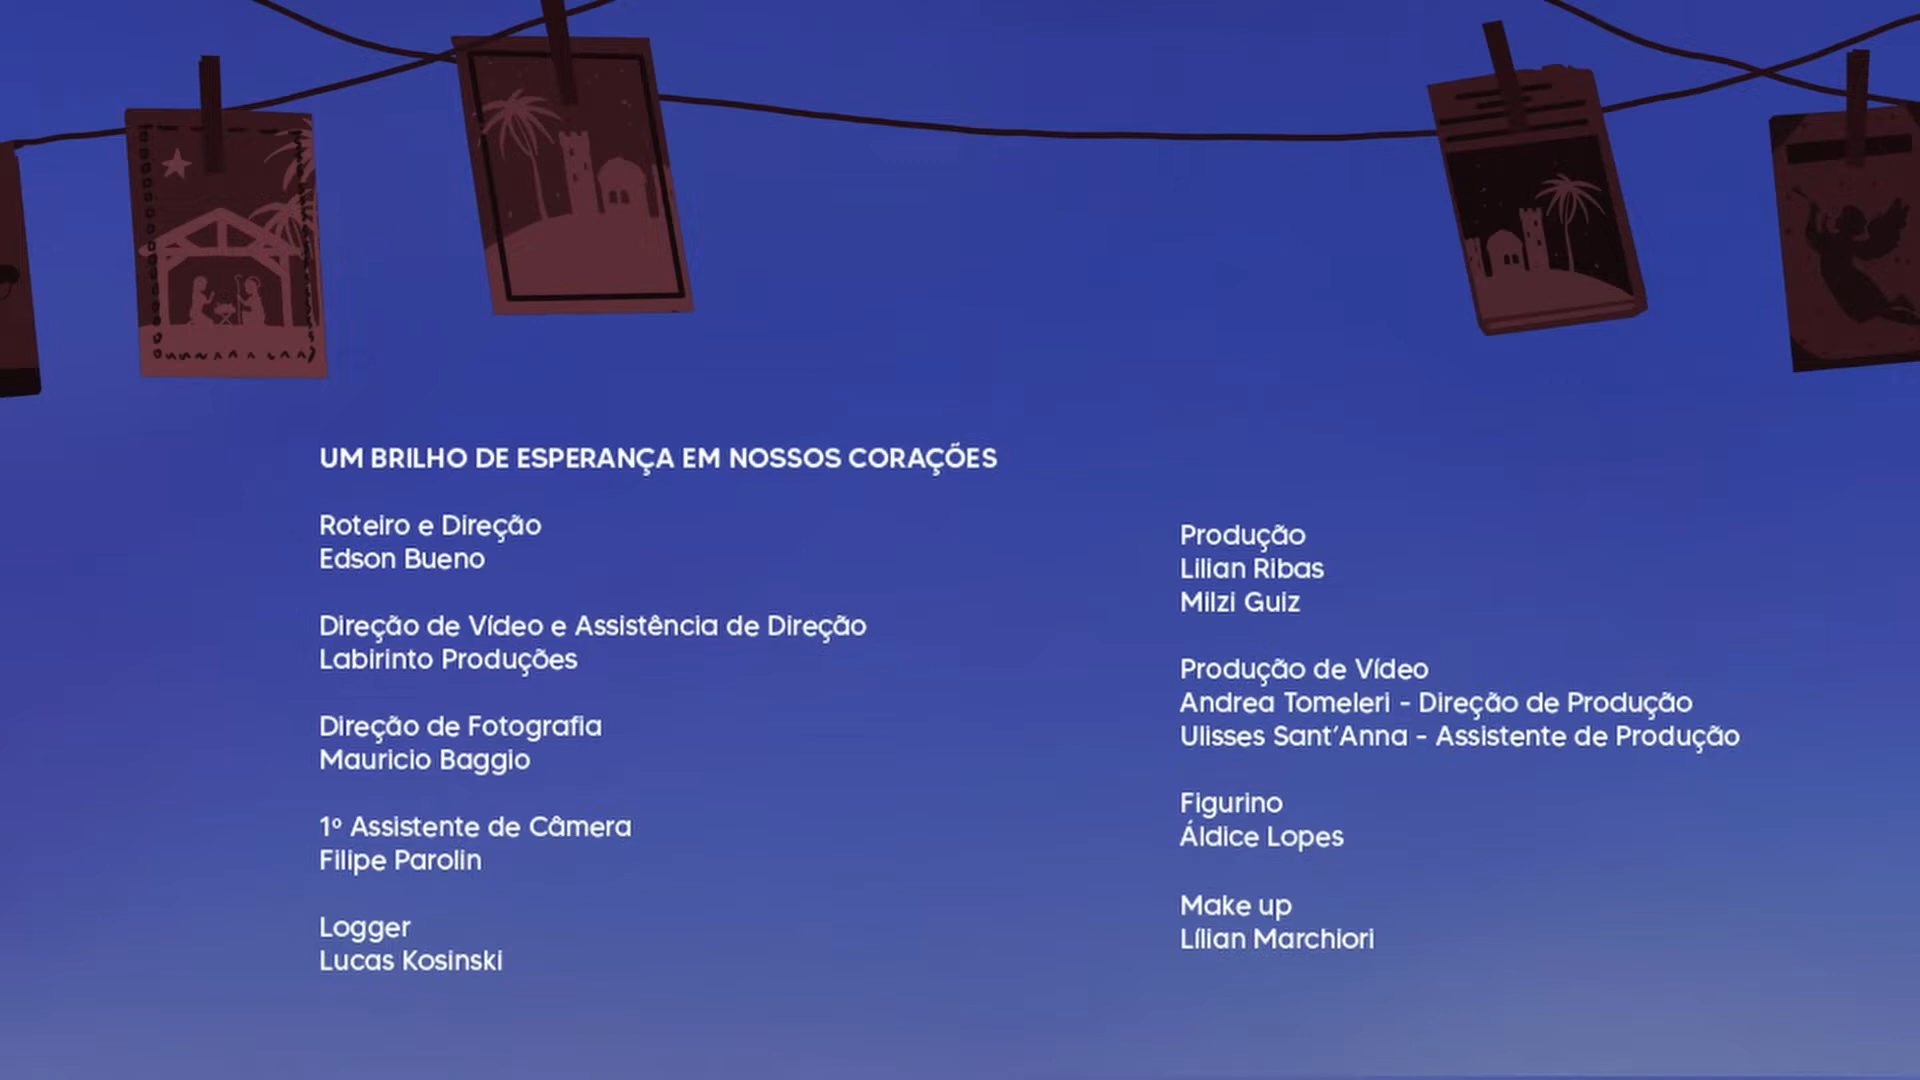 UM BRILHO DE ESPERANÇA EM NOSSOS CORAÇÕES
Roteiro e Direção
Edson Bueno
Direção de Vídeo e Assistência de Direção
Labirinto Produções
Direção de Fotografia
Mauricio Baggio
1º Assistente de Câmera
Filipe Parolin
Logger
Lucas Kosinski
Produção
Lilian Ribas
Milzi Guiz
Produção de Vídeo
Andrea Tomeleri - Direção de Produção
Ulisses Sant’Anna - Assistente de Produção
Figurino
Áldice Lopes
Make up
Lílian Marchiori